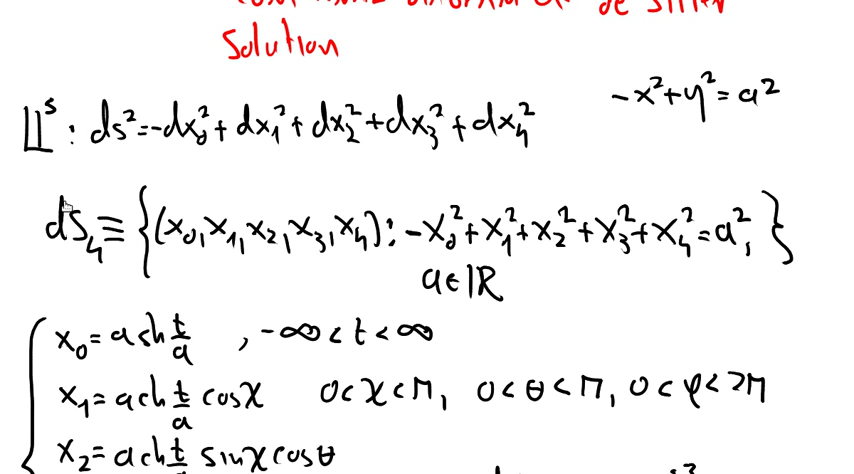 de
Solution
𝕃⁵: ds²=-dx₀²+dx₁²+dx₂²+dx₃²+dx₄²
-x²+y²=a²
dS₄≡{(x₀,x₁,x₂,x₃,x₄): -x₀²+x₁²+x₂²+x₃²+x₄²=a²,}
a∈ℝ
x₀=a sh t/a , -∞<t<∞
x₁=a ch t/a cosχ 0<χ<π, 0<θ<π, 0<φ<2π
x₂=a ch t/a sinχ cosθ